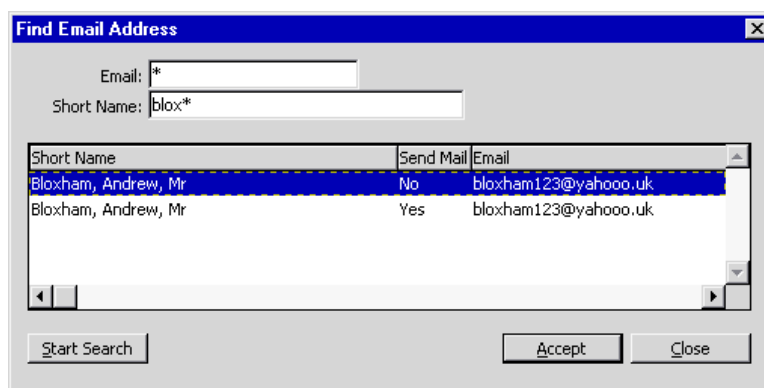 Find Email Address
Email: *
Short Name: blox*
Short Name Send Mail Email
Bloxham, Andrew, Mr No bloxham123@yahooo.uk
Bloxham, Andrew, Mr Yes bloxham123@yahooo.uk
Start Search Accept Close